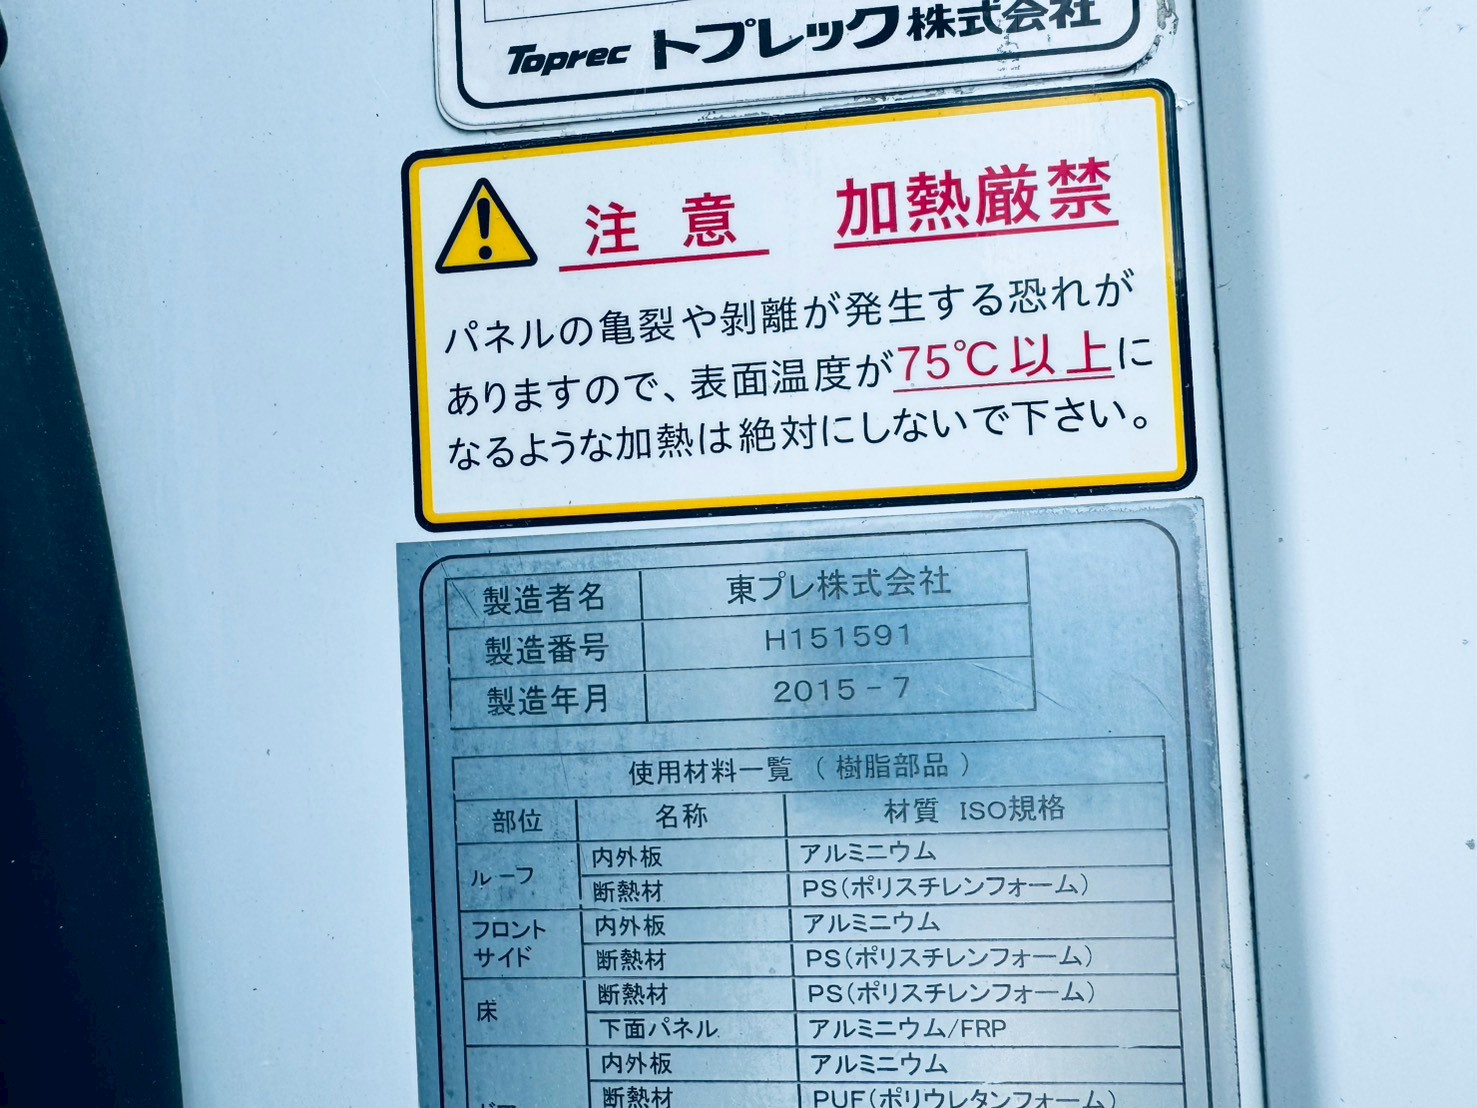 Toprec トプレック株式会社
注意 加熱厳禁
パネルの亀裂や剝離が発生する恐れが
ありますので、表面温度が75℃以上に
なるような加熱は絶対にしないで下さい。
製造者名 東プレ株式会社
製造番号 H151591
製造年月 2015-7
使用材料一覧(樹脂部品)
部位 名称 材質 ISO規格
ルーフ 内外板 アルミニウム
断熱材 PS(ポリスチレンフォーム)
フロント
サイド 内外板 アルミニウム
断熱材 PS(ポリスチレンフォーム)
床 断熱材 PS(ポリスチレンフォーム)
下面パネル アルミニウム/FRP
内外板 アルミニウム
断熱材 PUF(ポリウレタンフォーム)